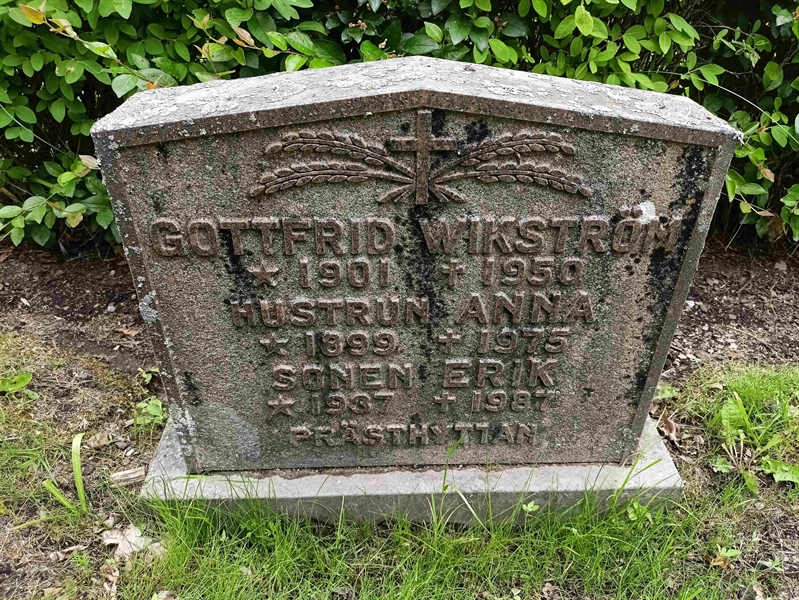 GOTTFRID WIKSTRÖM
★ 1901 ✝ 1950
HUSTRUN ANNA
★ 1899 ✝ 1975
SONEN ERIK
★ 1937 ✝ 1987
PRÄSTHYTTAN